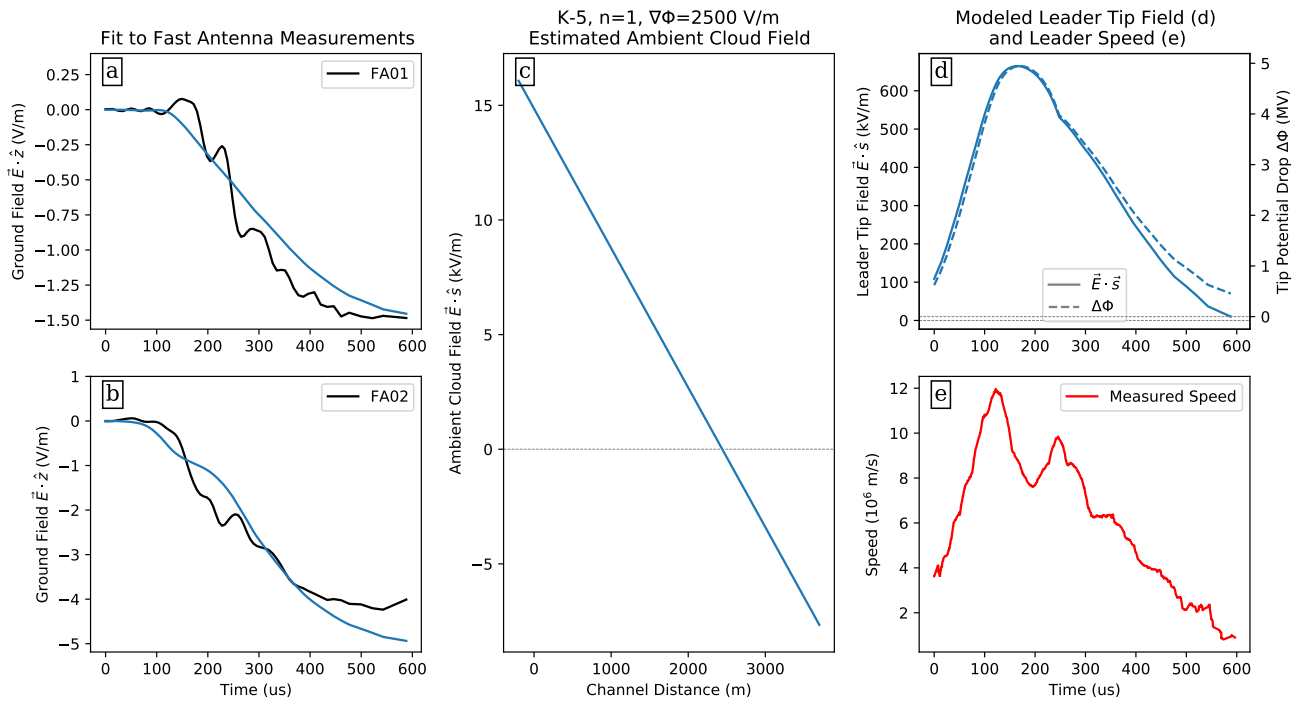 Fit to Fast Antenna Measurements
a
FA01
0.25
0.00
−0.25
−0.50
−0.75
−1.00
−1.25
−1.50
Ground Field E⃗ · ẑ (V/m)
0 100 200 300 400 500 600
b
FA02
1
0
−1
−2
−3
−4
−5
Ground Field E⃗ · ẑ (V/m)
0 100 200 300 400 500 600
Time (us)
K-5, n=1, ∇Φ=2500 V/m
Estimated Ambient Cloud Field
c
15
10
5
0
−5
Ambient Cloud Field E⃗ · ŝ (kV/m)
0 1000 2000 3000
Channel Distance (m)
Modeled Leader Tip Field (d)
and Leader Speed (e)
d
600
500
400
300
200
100
0
Leader Tip Field E⃗ · ŝ (kV/m)
5
4
3
2
1
0
Tip Potential Drop ΔΦ (MV)
E⃗ · s⃗
ΔΦ
0 100 200 300 400 500 600
e
Measured Speed
12
10
8
6
4
2
Speed (10⁶ m/s)
0 100 200 300 400 500 600
Time (us)